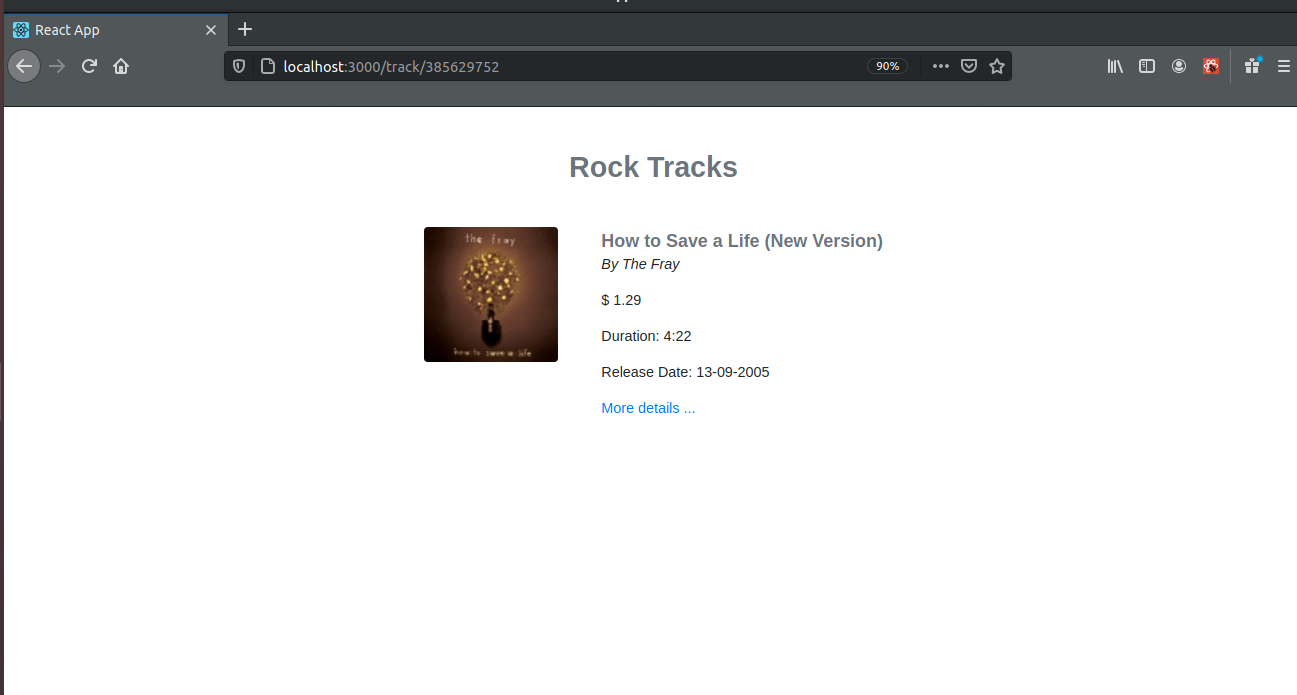 React App
localhost:3000/track/385629752
90%
Rock Tracks
the fray
how to save a life
How to Save a Life (New Version)
By The Fray
$ 1.29
Duration: 4:22
Release Date: 13-09-2005
More details ...